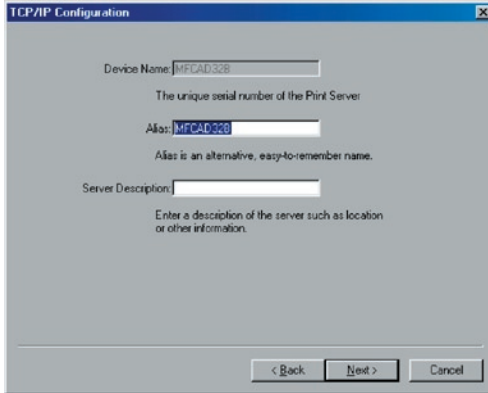 TCP/IP Configuration
Device Name: MFCAD32B
The unique serial number of the Print Server
Alias: MFCAD32B
Alias is an alternative, easy-to-remember name.
Server Description:
Enter a description of the server such as location
or other information.
< Back
Next >
Cancel